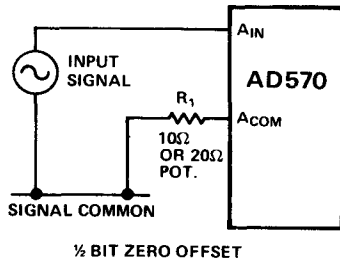 INPUT
SIGNAL
AIN
AD570
R1
ACOM
10Ω
OR 20Ω
POT.
SIGNAL COMMON
½ BIT ZERO OFFSET